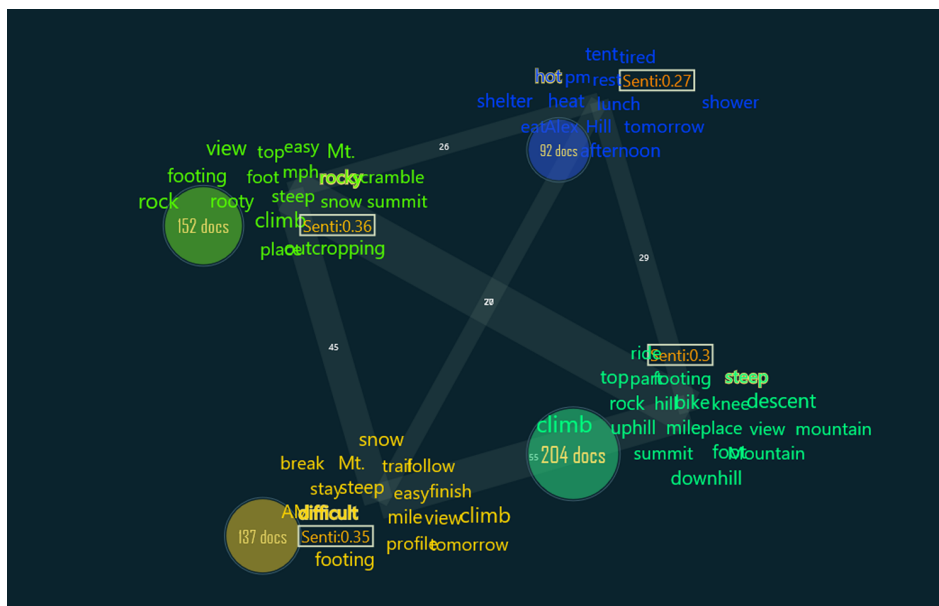 tent tired
hot pm rest Senti:0.27
shelter heat lunch shower
eat Alex Hill tomorrow
92 docs afternoon
26
view top easy Mt.
footing foot mph rocky scramble
rock rooty steep snow summit
152 docs climb Senti:0.36
place outcropping
29
45
ride Senti:0.3
top part footing steep
rock hill bike knee descent
climb uphill mile place view mountain
55 204 docs summit foot Mountain
downhill
snow
break Mt. trail follow
stay steep easy finish
AM difficult mile view climb
137 docs Senti:0.35 profile tomorrow
footing